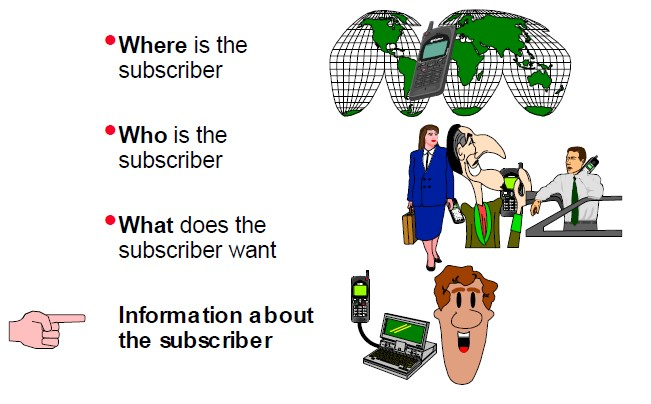 •Where is the
subscriber
•Who is the
subscriber
•What does the
subscriber want
Information about
the subscriber